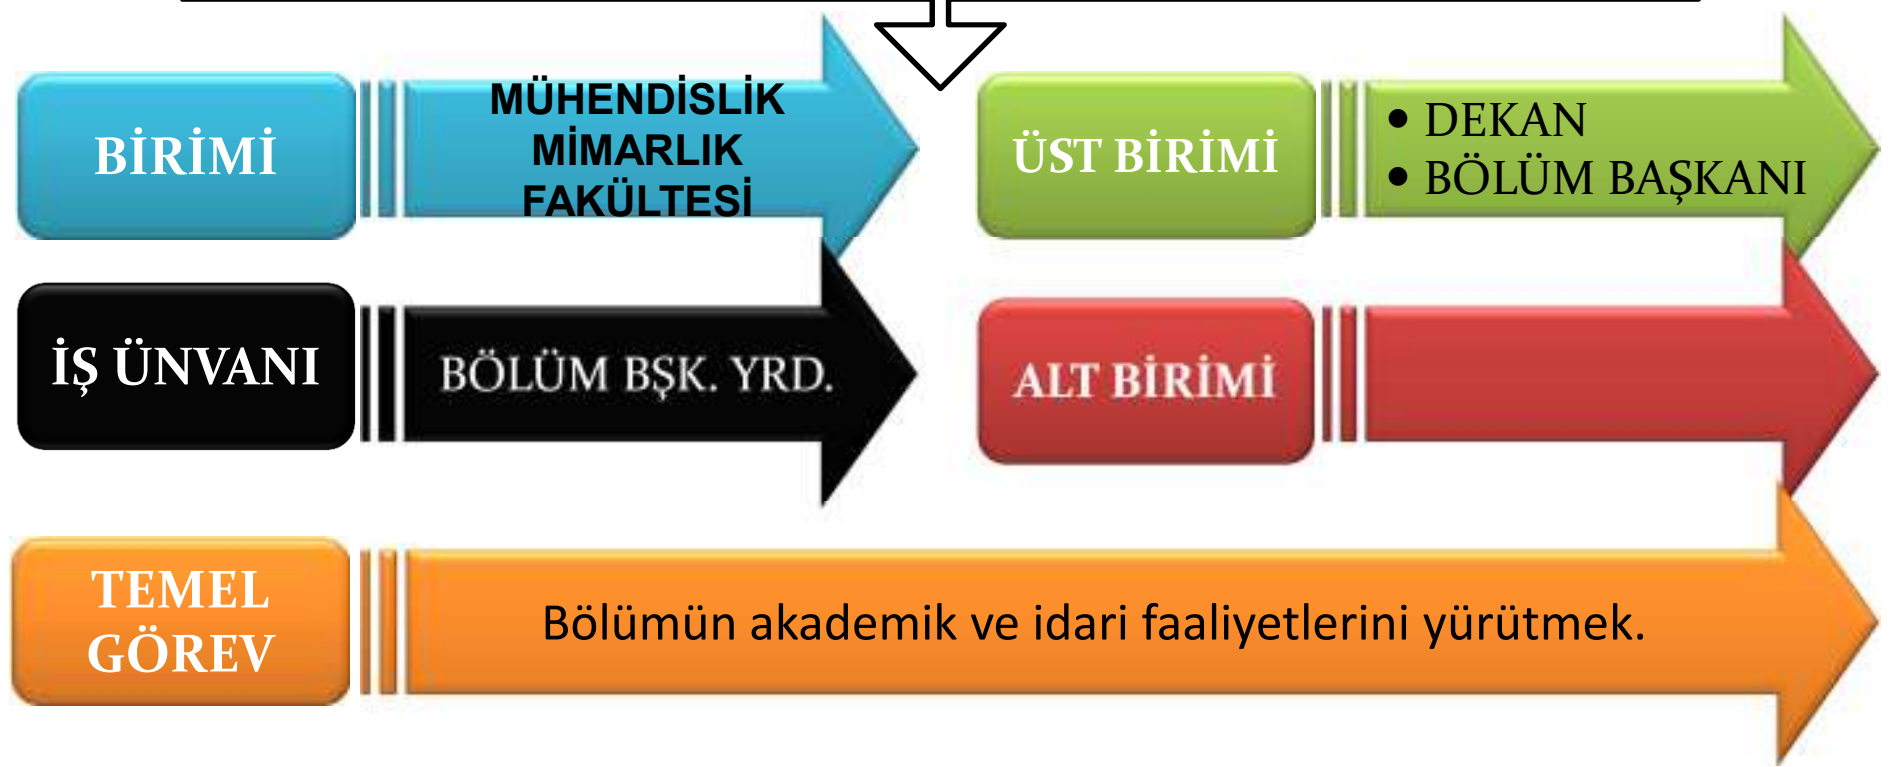 BİRİMİ
MÜHENDİSLİK
MİMARLIK
FAKÜLTESİ
ÜST BİRİMİ
• DEKAN
• BÖLÜM BAŞKANI
İŞ ÜNVANI
BÖLÜM BŞK. YRD.
ALT BİRİMİ
TEMEL
GÖREV
Bölümün akademik ve idari faaliyetlerini yürütmek.